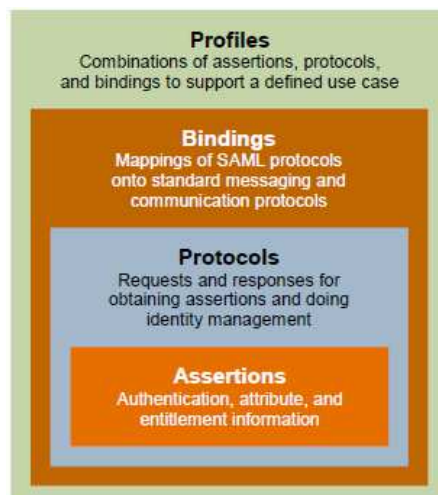 Profiles
Combinations of assertions, protocols,
and bindings to support a defined use case
Bindings
Mappings of SAML protocols
onto standard messaging and
communication protocols
Protocols
Requests and responses for
obtaining assertions and doing
identity management
Assertions
Authentication, attribute, and
entitlement information